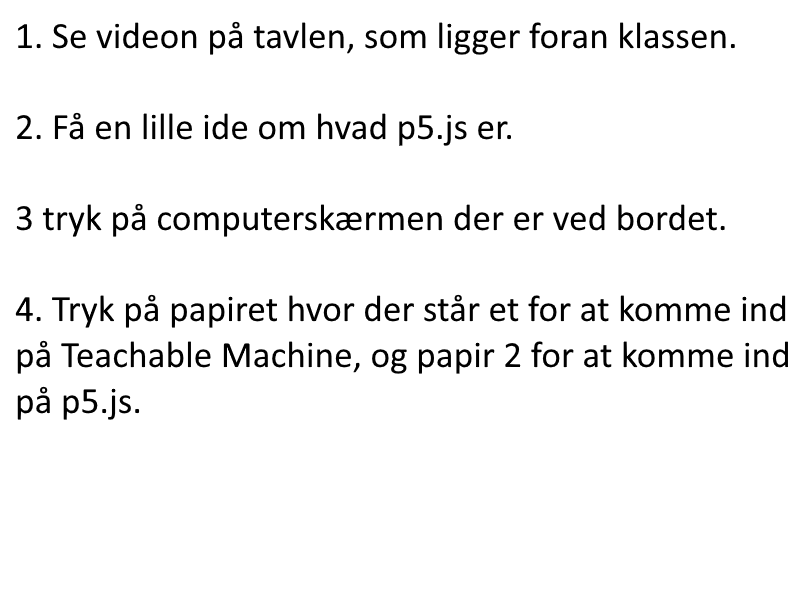 1. Se videon på tavlen, som ligger foran klassen.
2. Få en lille ide om hvad p5.js er.
3 tryk på computerskærmen der er ved bordet.
4. Tryk på papiret hvor der står et for at komme ind
på Teachable Machine, og papir 2 for at komme ind
på p5.js.